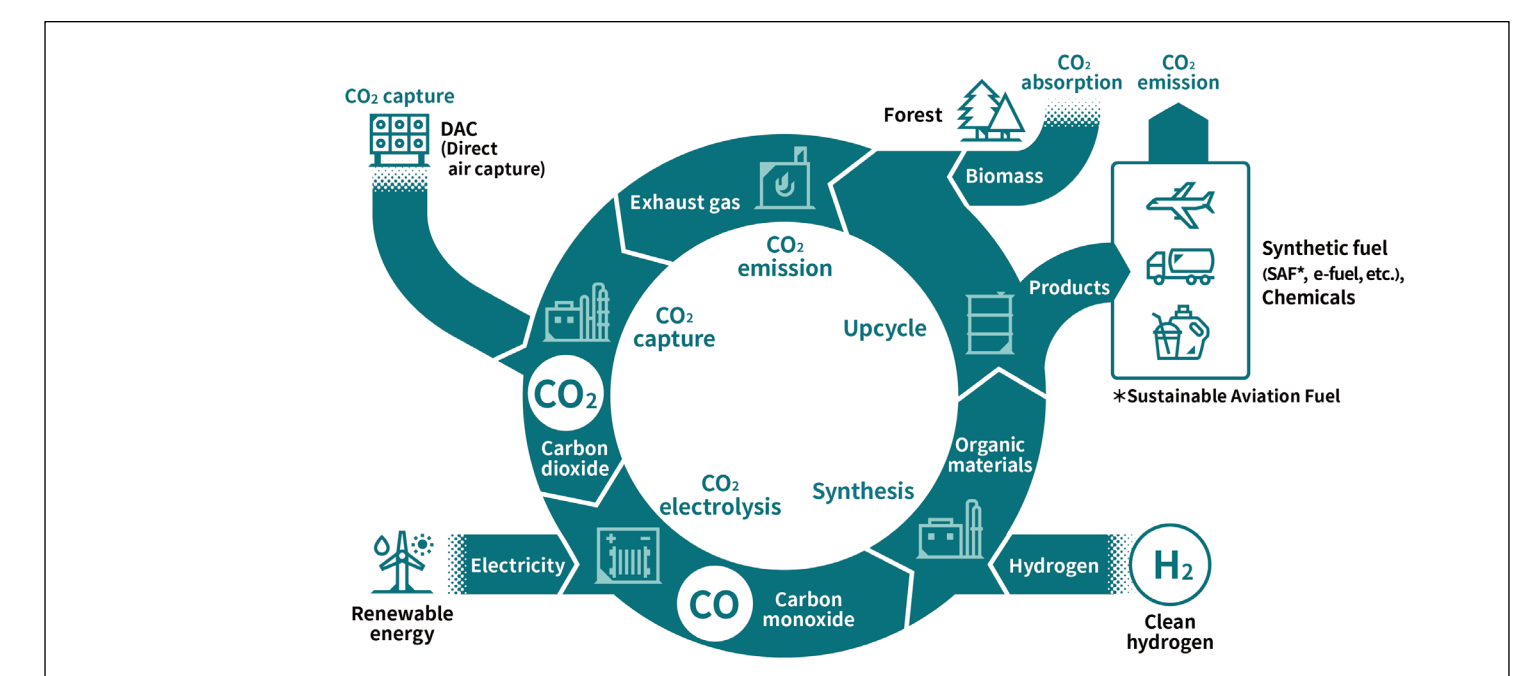 CO₂ capture
DAC
(Direct
air capture)
Forest
CO₂
absorption
CO₂
emission
Biomass
Exhaust gas
CO₂
emission
CO₂
capture
Upcycle
Products
Synthetic fuel
(SAF*, e-fuel, etc.),
Chemicals
*Sustainable Aviation Fuel
CO₂
Carbon
dioxide
Organic
materials
CO₂
electrolysis
Synthesis
Renewable
energy
Electricity
CO
Carbon
monoxide
Hydrogen
H₂
Clean
hydrogen